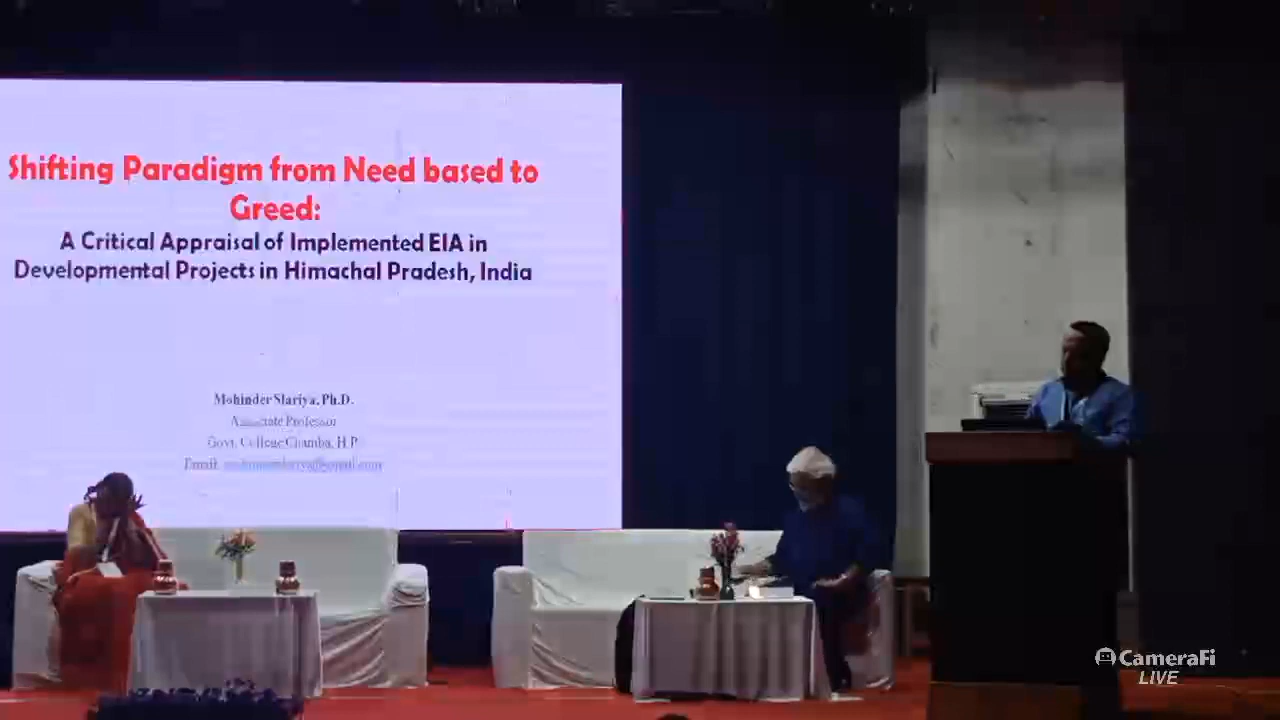 Shifting Paradigm from Need based to
Greed:
A Critical Appraisal of Implemented EIA in
Developmental Projects in Himachal Pradesh, India
Mohinder Slariya, Ph.D.
Associate Professor
Govt. College Chamba, H.P
Email:
CameraFi
LIVE